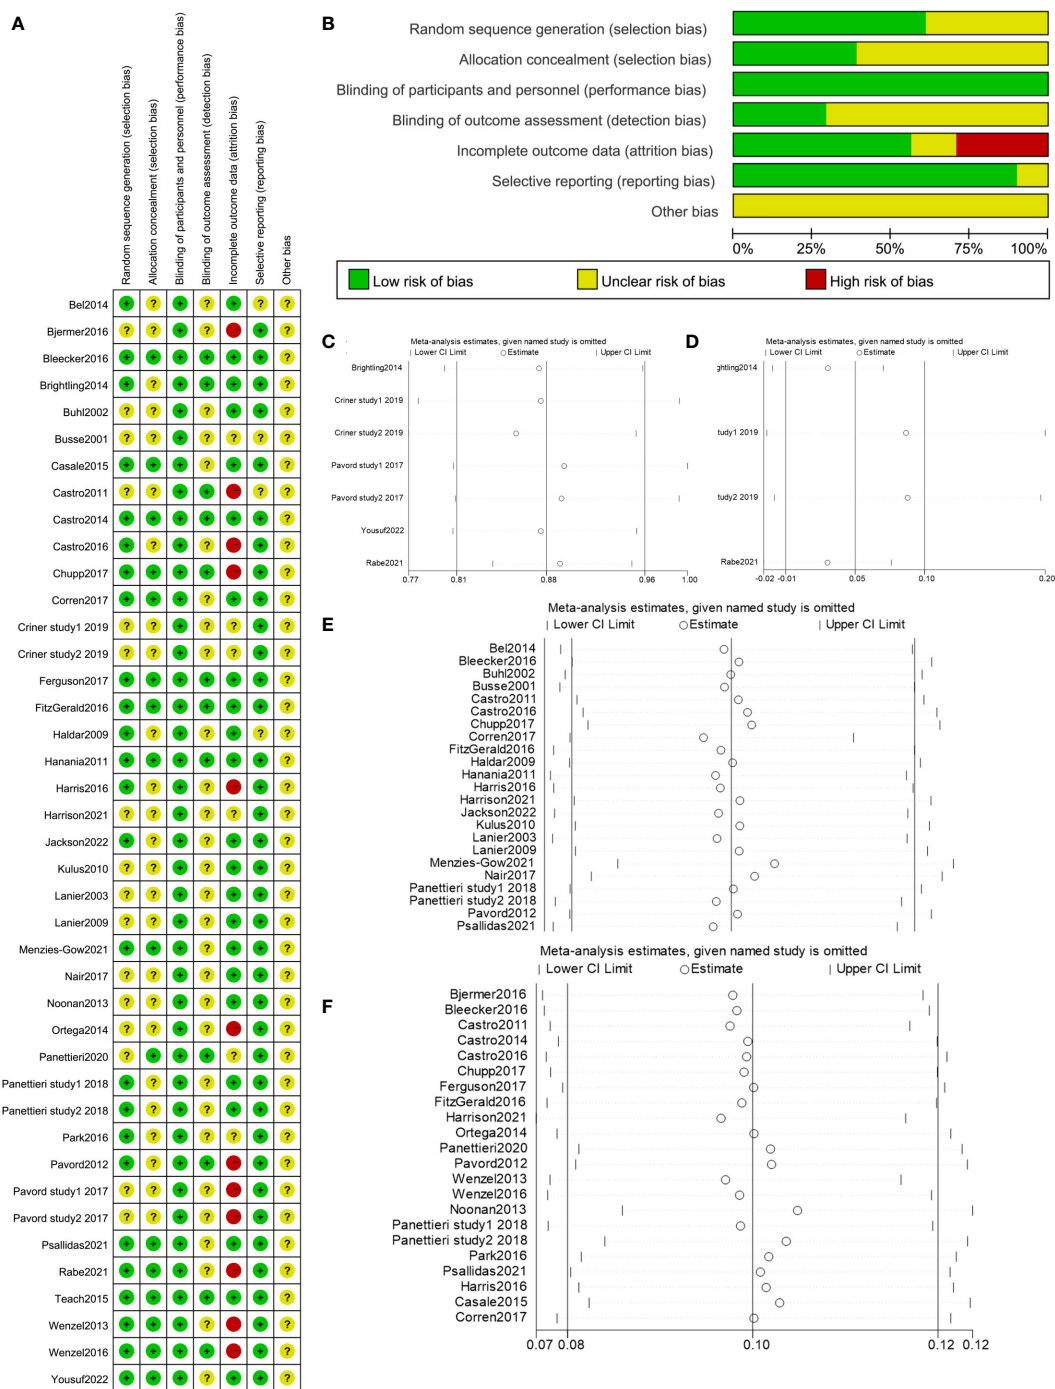 A
Random sequence generation (selection bias)
Allocation concealment (selection bias)
Blinding of participants and personnel (performance bias)
Blinding of outcome assessment (detection bias)
Incomplete outcome data (attrition bias)
Selective reporting (reporting bias)
Other bias
Bel2014 + ? + ? + ? ?
Bjermer2016 ? ? + ? - + ?
Bleecker2016 + + + + + + ?
Brightling2014 + ? + + + + ?
Buhl2002 ? ? + ? + + ?
Busse2001 ? ? + ? ? ? ?
Casale2015 + + + ? + + ?
Castro2011 ? ? + + - ? ?
Castro2014 + + + + + + ?
Castro2016 + ? + ? - + ?
Chupp2017 + + + + - + ?
Corren2017 + + + ? + + ?
Criner study1 2019 ? ? + ? ? + ?
Criner study2 2019 ? ? + ? ? + ?
Ferguson2017 + + + + + + ?
FitzGerald2016 + + + + + + ?
Haldar2009 + ? + ? + ? ?
Hanania2011 + + + + + + ?
Harris2016 + ? + ? - + ?
Harrison2021 ? ? + ? ? + ?
Jackson2022 + ? + ? + + ?
Kulus2010 ? ? + ? + + ?
Lanier2003 ? ? + ? + + ?
Lanier2009 ? ? + ? + + ?
Menzies-Gow2021 + + + ? + + ?
Nair2017 ? ? + ? + + ?
Noonan2013 ? ? + ? + + ?
Ortega2014 ? ? + ? - + ?
Panettieri2020 ? + + + ? + ?
Panettieri study1 2018 + ? + ? + + ?
Panettieri study2 2018 + ? + ? + + ?
Park2016 + ? + ? ? + ?
Pavord2012 + ? + + - + ?
Pavord study1 2017 ? ? + ? - + ?
Pavord study2 2017 ? ? + ? - + ?
Psallidas2021 + + + ? + + ?
Rabe2021 + + + ? - + ?
Teach2015 + + + + + + ?
Wenzel2013 + + + ? - + ?
Wenzel2016 + + + + - + ?
Yousuf2022 + + + ? + + ?
B
Random sequence generation (selection bias)
Allocation concealment (selection bias)
Blinding of participants and personnel (performance bias)
Blinding of outcome assessment (detection bias)
Incomplete outcome data (attrition bias)
Selective reporting (reporting bias)
Other bias
0% 25% 50% 75% 100%
Low risk of bias Unclear risk of bias High risk of bias
C
Meta-analysis estimates, given named study is omitted
Lower CI Limit Estimate Upper CI Limit
Brightling2014
Criner study1 2019
Criner study2 2019
Pavord study1 2017
Pavord study2 2017
Yousuf2022
Rabe2021
0.77 0.81 0.88 0.96 1.00
D
Meta-analysis estimates, given named study is omitted
Lower CI Limit Estimate Upper CI Limit
ghtling2014
tudy1 2019
tudy2 2019
Rabe2021
-0.02 -0.01 0.05 0.10 0.20
E
Meta-analysis estimates, given named study is omitted
Lower CI Limit Estimate Upper CI Limit
Bel2014
Bleecker2016
Buhl2002
Busse2001
Castro2011
Castro2016
Chupp2017
Corren2017
FitzGerald2016
Haldar2009
Hanania2011
Harris2016
Harrison2021
Jackson2022
Kulus2010
Lanier2003
Lanier2009
Menzies-Gow2021
Nair2017
Panettieri study1 2018
Panettieri study2 2018
Pavord2012
Psallidas2021
F
Meta-analysis estimates, given named study is omitted
Lower CI Limit Estimate Upper CI Limit
Bjermer2016
Bleecker2016
Castro2011
Castro2014
Castro2016
Chupp2017
Ferguson2017
FitzGerald2016
Harrison2021
Ortega2014
Panettieri2020
Pavord2012
Wenzel2013
Wenzel2016
Noonan2013
Panettieri study1 2018
Panettieri study2 2018
Park2016
Psallidas2021
Harris2016
Casale2015
Corren2017
0.07 0.08 0.10 0.12 0.12